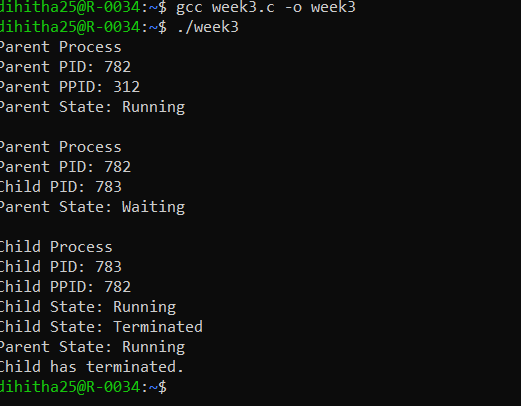 dihitha25@R-0034:~$ gcc week3.c -o week3
dihitha25@R-0034:~$ ./week3
Parent Process
Parent PID: 782
Parent PPID: 312
Parent State: Running
Parent Process
Parent PID: 782
Child PID: 783
Parent State: Waiting
Child Process
Child PID: 783
Child PPID: 782
Child State: Running
Child State: Terminated
Parent State: Running
Child has terminated.
dihitha25@R-0034:~$